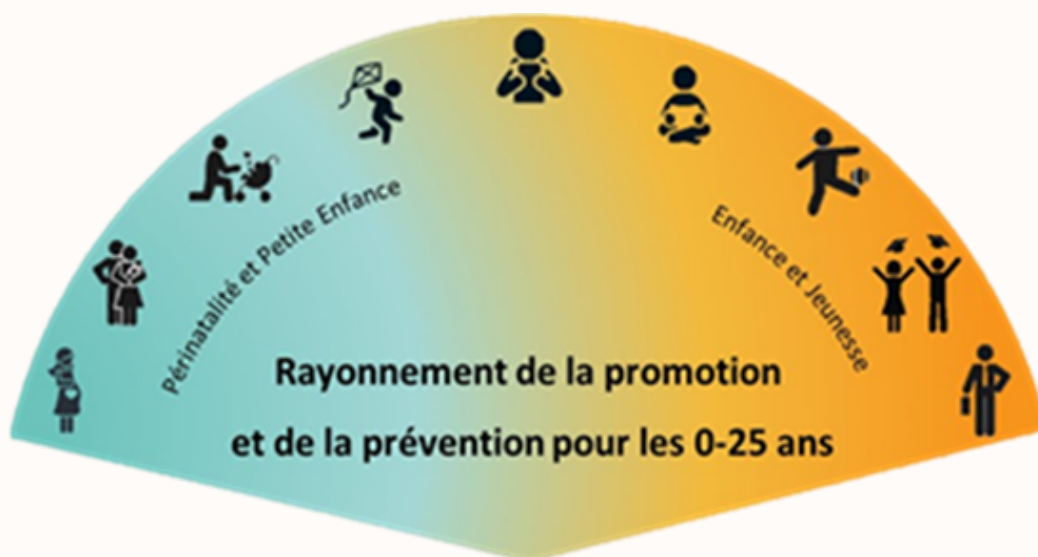 Périnatalité et Petite Enfance
Enfance et Jeunesse
Rayonnement de la promotion
et de la prévention pour les 0-25 ans